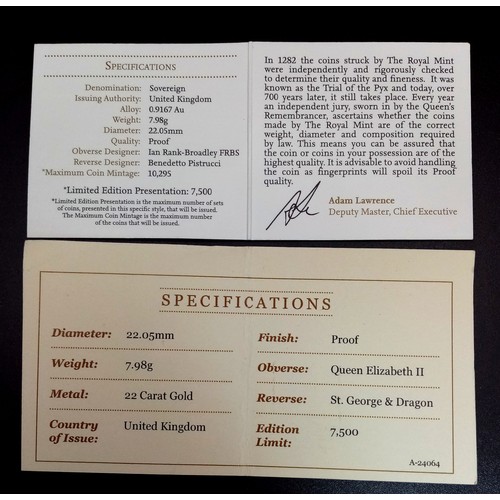 SPECIFICATIONS
Denomination: Sovereign
Issuing Authority: United Kingdom
Alloy: 0.9167 Au
Weight: 7.98g
Diameter: 22.05mm
Quality: Proof
Obverse Designer: Ian Rank-Broadley FRBS
Reverse Designer: Benedetto Pistrucci
*Maximum Coin Mintage: 10,295
*Limited Edition Presentation: 7,500
*Limited Edition Presentation is the maximum number of sets
of coins, presented in this specific style, that will be issued.
The Maximum Coin Mintage is the maximum number
of the coins that will be issued.
In 1282 the coins struck by The Royal Mint
were independently and rigorously checked
to determine their quality and fineness. It was
known as the Trial of the Pyx and today, over
700 years later, it still takes place. Every year
an independent jury, sworn in by the Queen's
Remembrancer, ascertains whether the coins
made by The Royal Mint are of the correct
weight, diameter and composition required
by law. This means you can be assured that
the coin or coins in your possession are of the
highest quality. It is advisable to avoid handling
the coin as fingerprints will spoil its Proof
quality.
Adam Lawrence
Deputy Master, Chief Executive
SPECIFICATIONS
Diameter: 22.05mm
Weight: 7.98g
Metal: 22 Carat Gold
Country
of Issue: United Kingdom
Finish: Proof
Obverse: Queen Elizabeth II
Reverse: St. George & Dragon
Edition
Limit: 7,500
A-24064